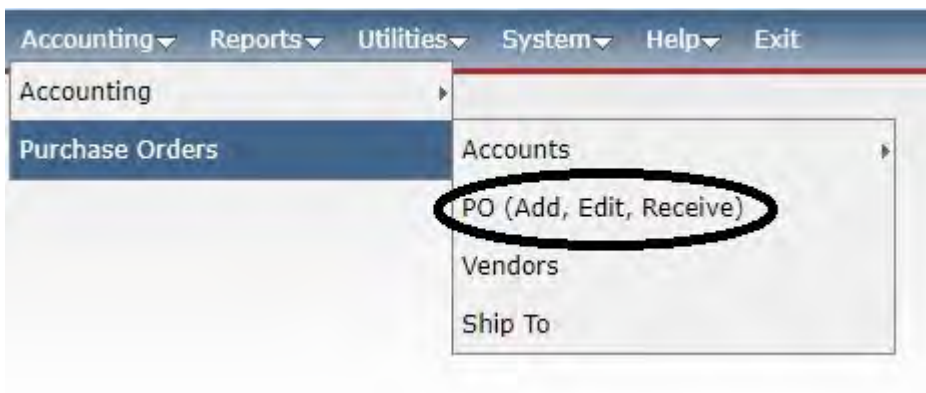 Accounting Reports Utilities System Help Exit
Accounting
Purchase Orders
Accounts
PO (Add, Edit, Receive)
Vendors
Ship To